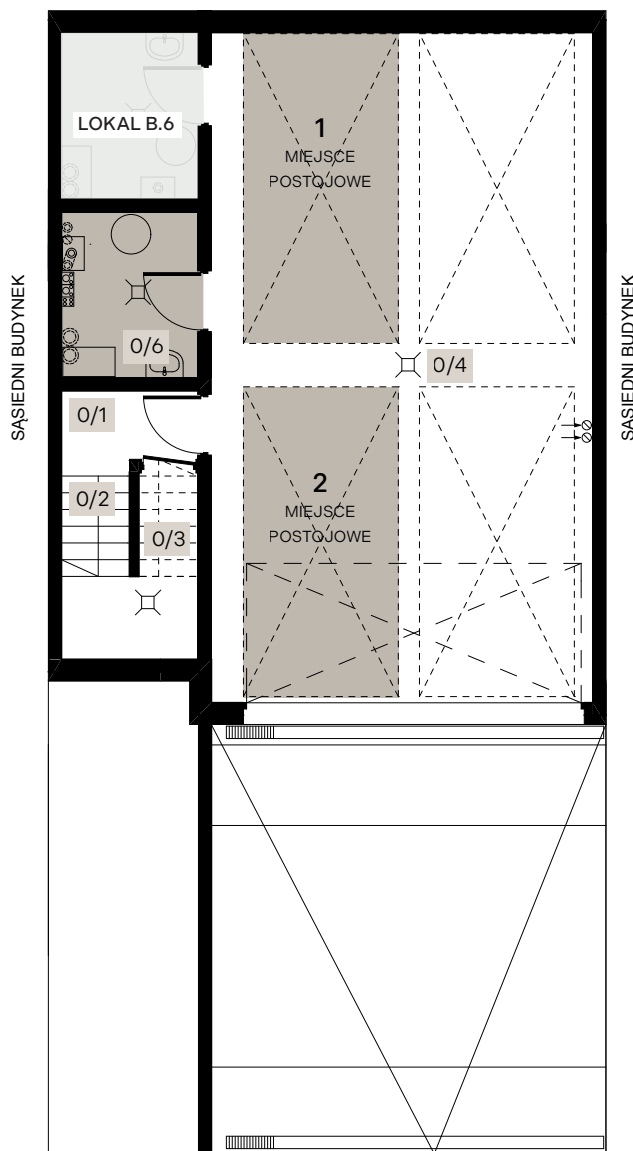 LOKAL B.6
1
MIEJSCE
POSTOJOWE
0/6
0/4
0/1
0/2
0/3
2
MIEJSCE
POSTOJOWE
SĄSIEDNI BUDYNEK
SĄSIEDNI BUDYNEK